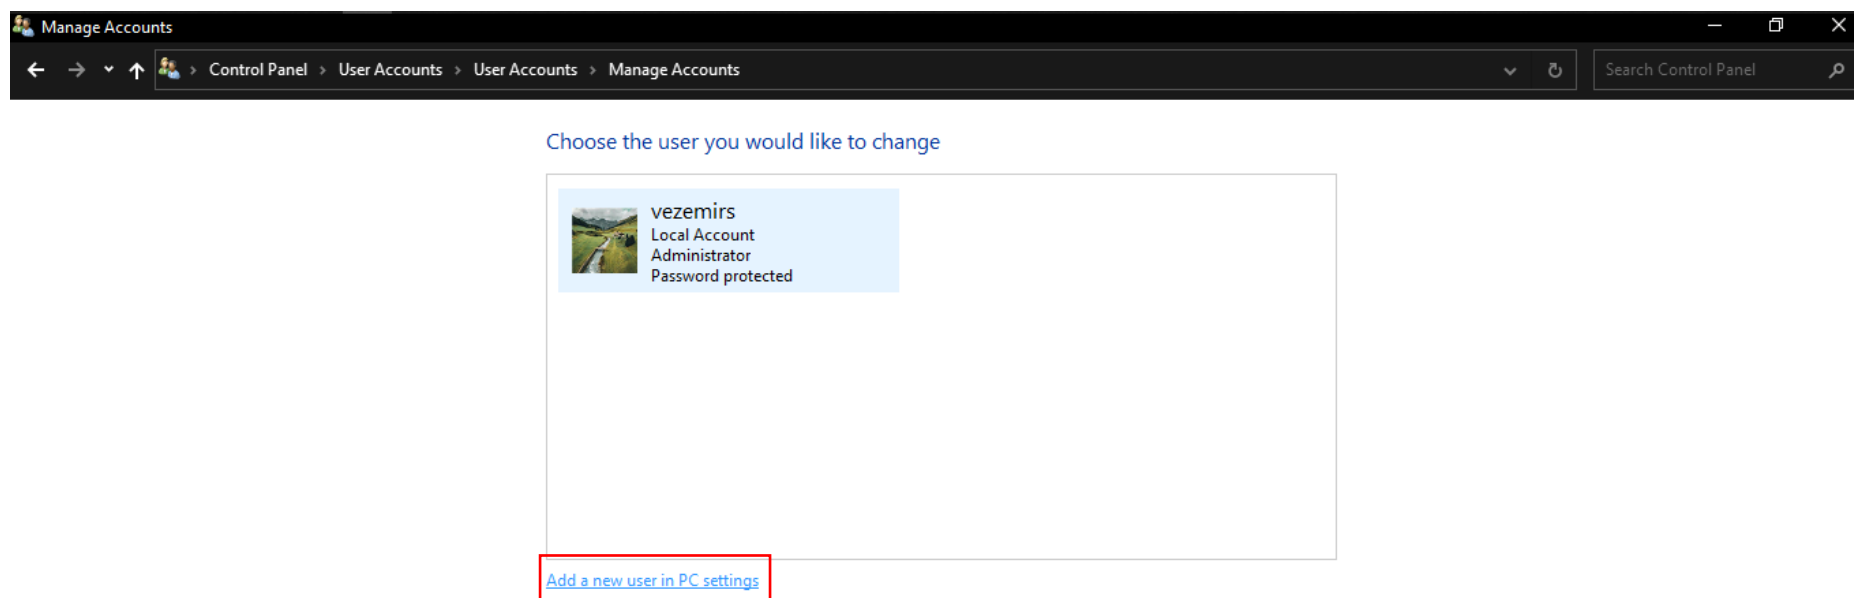 Manage Accounts
Control Panel > User Accounts > User Accounts > Manage Accounts
Search Control Panel
Choose the user you would like to change
vezemirs
Local Account
Administrator
Password protected
Add a new user in PC settings